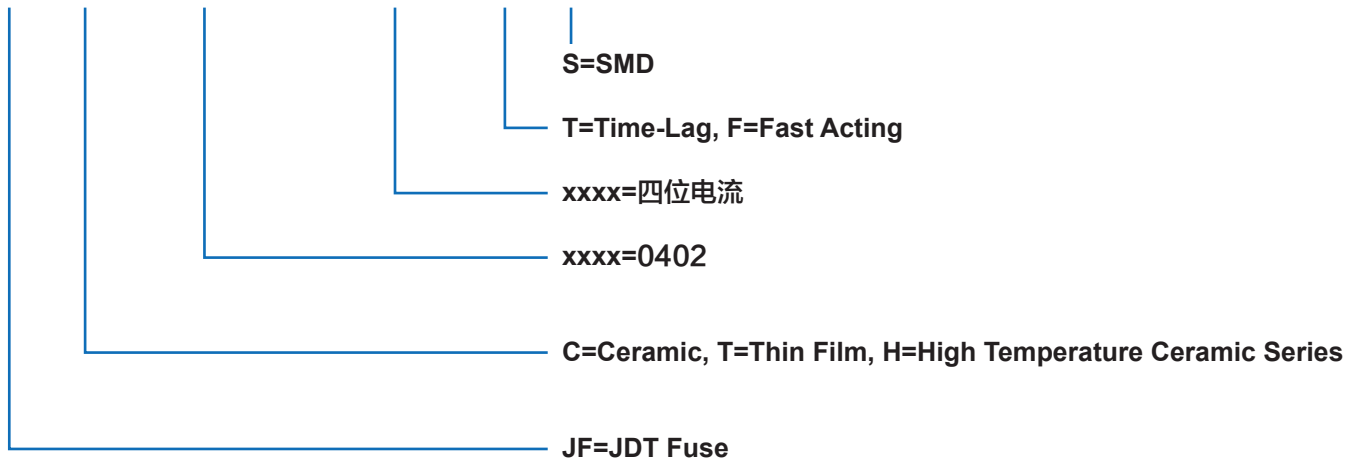 S=SMD
T=Time-Lag, F=Fast Acting
xxxx=四位电流
xxxx=0402
C=Ceramic, T=Thin Film, H=High Temperature Ceramic Series
JF=JDT Fuse